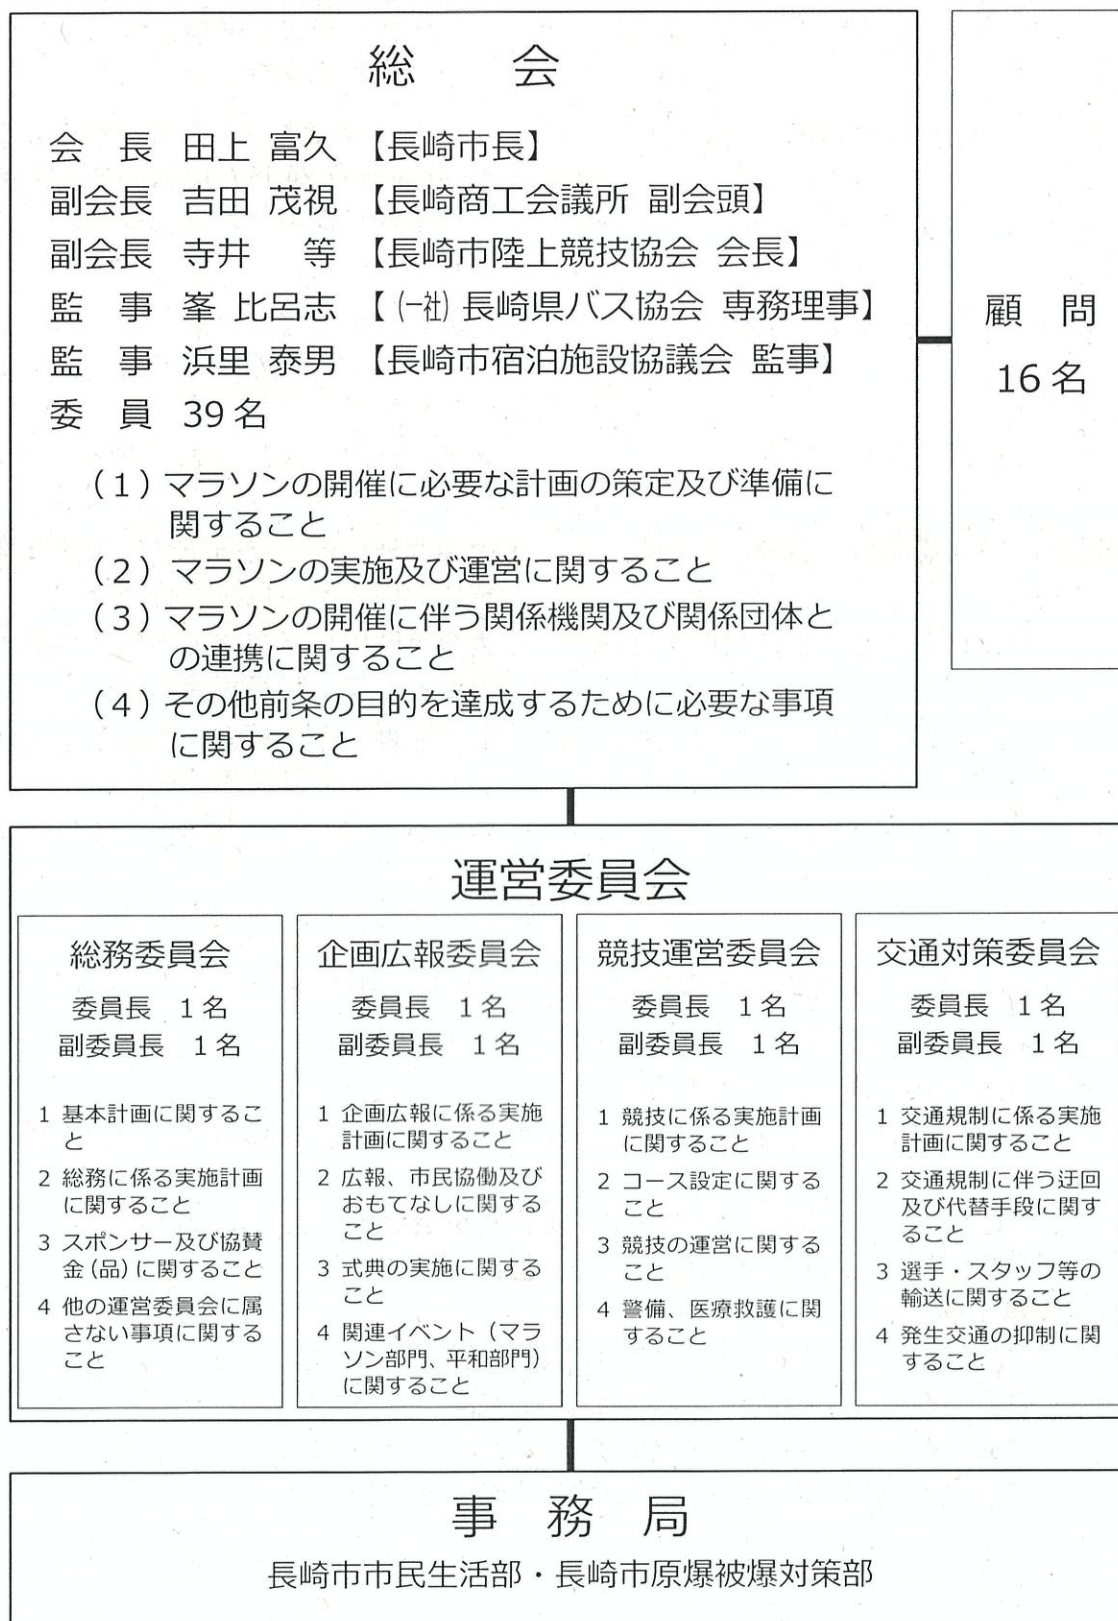 総 会
会 長 田上 富久 【長崎市長】
副会長 吉田 茂視 【長崎商工会議所 副会頭】
副会長 寺井 等 【長崎市陸上競技協会 会長】
監 事 峯 比呂志 【(一社) 長崎県バス協会 専務理事】
監 事 浜里 泰男 【長崎市宿泊施設協議会 監事】
委 員 39名
(1)マラソンの開催に必要な計画の策定及び準備に
関すること
(2)マラソンの実施及び運営に関すること
(3)マラソンの開催に伴う関係機関及び関係団体と
の連携に関すること
(4)その他前条の目的を達成するために必要な事項
に関すること
顧 問
16名
運営委員会
総務委員会
委員長 1名
副委員長 1名
1 基本計画に関するこ
と
2 総務に係る実施計画
に関すること
3 スポンサー及び協賛
金(品)に関すること
4 他の運営委員会に属
さない事項に関する
こと
企画広報委員会
委員長 1名
副委員長 1名
1 企画広報に係る実施
計画に関すること
2 広報、市民協働及び
おもてなしに関する
こと
3 式典の実施に関する
こと
4 関連イベント(マラ
ソン部門、平和部門)
に関すること
競技運営委員会
委員長 1名
副委員長 1名
1 競技に係る実施計画
に関すること
2 コース設定に関する
こと
3 競技の運営に関する
こと
4 警備、医療救護に関
すること
交通対策委員会
委員長 1名
副委員長 1名
1 交通規制に係る実施
計画に関すること
2 交通規制に伴う迂回
及び代替手段に関す
ること
3 選手・スタッフ等の
輸送に関すること
4 発生交通の抑制に関
すること
事 務 局
長崎市市民生活部・長崎市原爆被爆対策部